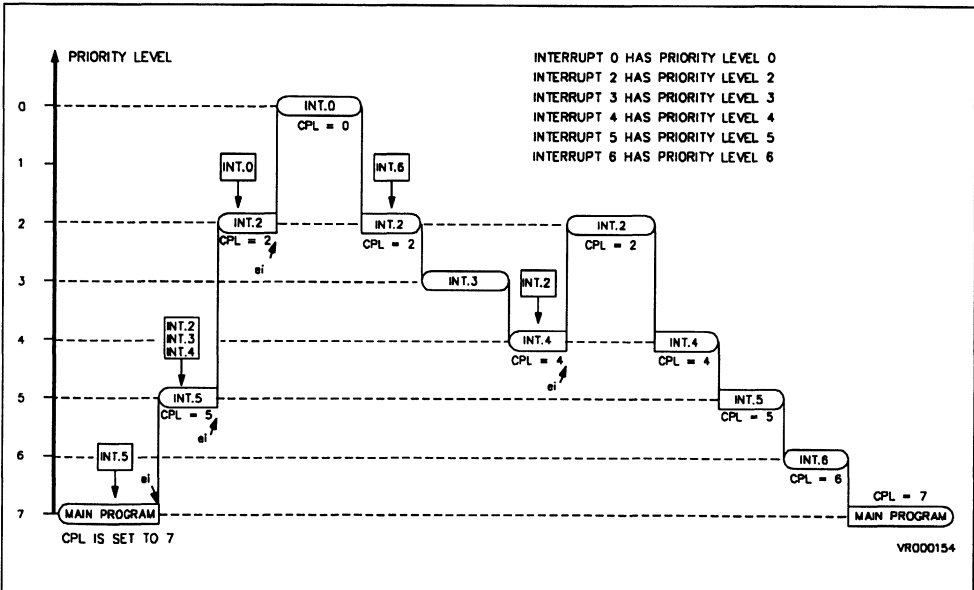 PRIORITY LEVEL
INTERRUPT 0 HAS PRIORITY LEVEL 0
INTERRUPT 2 HAS PRIORITY LEVEL 2
INTERRUPT 3 HAS PRIORITY LEVEL 3
INTERRUPT 4 HAS PRIORITY LEVEL 4
INTERRUPT 5 HAS PRIORITY LEVEL 5
INTERRUPT 6 HAS PRIORITY LEVEL 6
0
INT.0
CPL = 0
1
INT.0
INT.6
2
INT.2
CPL = 2
ei
INT.2
CPL = 2
INT.2
CPL = 2
3
INT.3
INT.2
INT.2
INT.3
INT.4
4
INT.4
CPL = 4
ei
INT.4
CPL = 4
5
INT.5
CPL = 5
ei
INT.5
CPL = 5
6
INT.5
ei
INT.6
CPL = 6
7
MAIN PROGRAM
CPL IS SET TO 7
CPL = 7
MAIN PROGRAM
VR000154